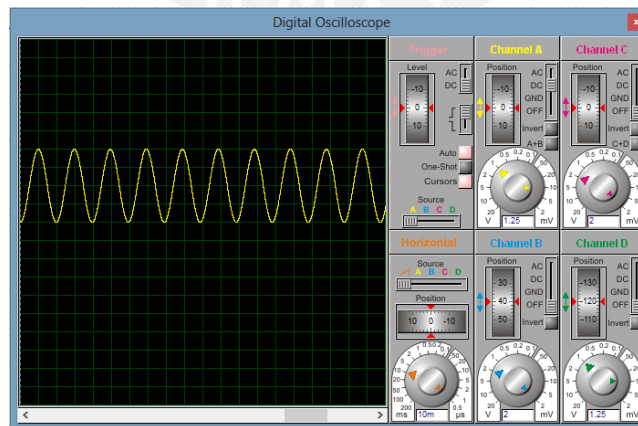 Digital Oscilloscope
x
Trigger
Level
AC
DC
-10
0
10
Auto
One-Shot
Cursors
Source
A B C D
Channel A
Position
AC
DC
GND
OFF
-10
0
10
Invert
A+B
V 1.25 mV
Channel C
Position
AC
DC
GND
OFF
-10
0
10
Invert
C+D
V 2 mV
Horizontal
Source
A B C D
Position
10 0 -10
ms 10m µs
Channel B
Position
AC
DC
GND
OFF
30
40
50
Invert
V 2 mV
Channel D
Position
AC
DC
GND
OFF
-130
-120
-110
Invert
V 1.25 mV